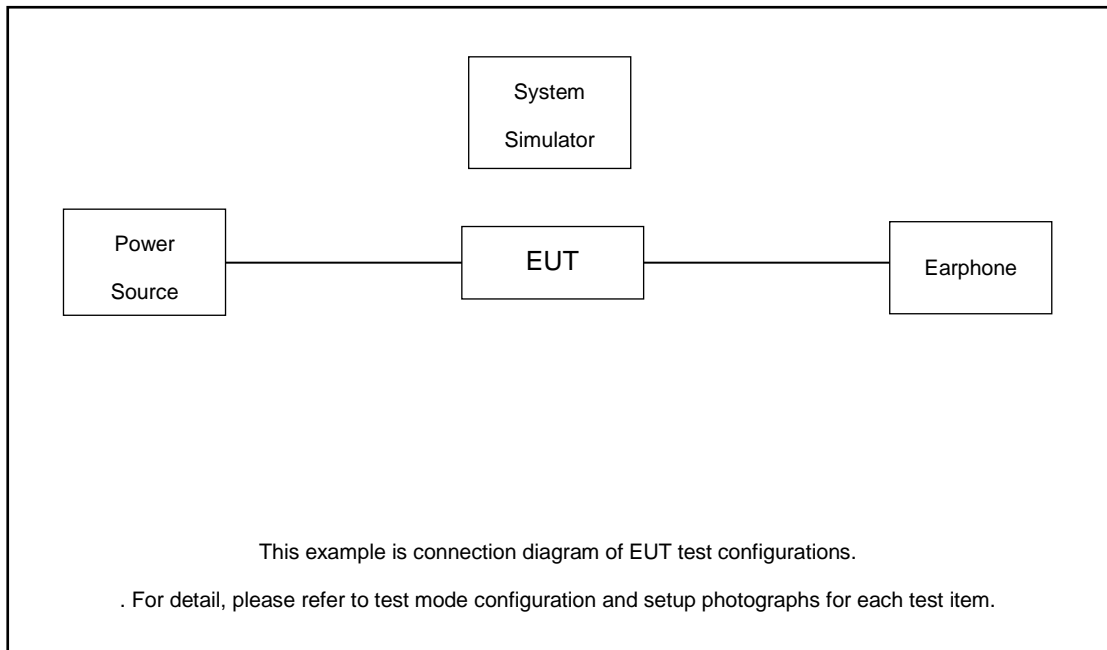 System
Simulator
Power
Source
EUT
Earphone
This example is connection diagram of EUT test configurations.
. For detail, please refer to test mode configuration and setup photographs for each test item.